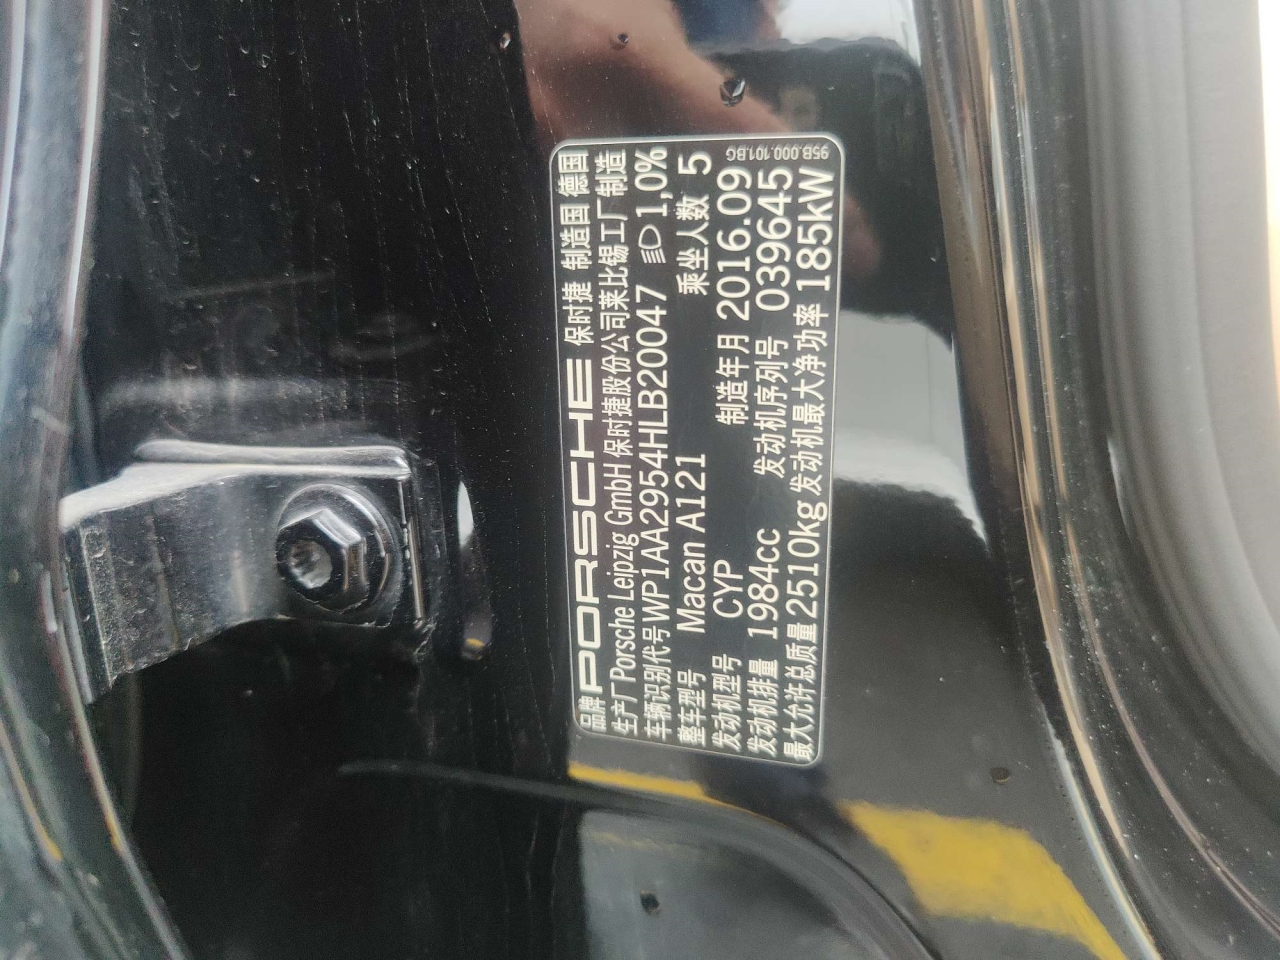 品牌 PORSCHE 保时捷 制造国 德国
生产厂 Porsche Leipzig GmbH 保时捷股份公司莱比锡工厂制造
车辆识别代号 WP1AA2954HLB20047 1,0%
整车型号 Macan A121 乘坐人数 5
发动机型号 CYP 制造年月 2016.09
发动机排量 1984cc 发动机序列号 039645
最大允许总质量 2510kg 发动机最大净功率 185kW
95B.000.101.BG